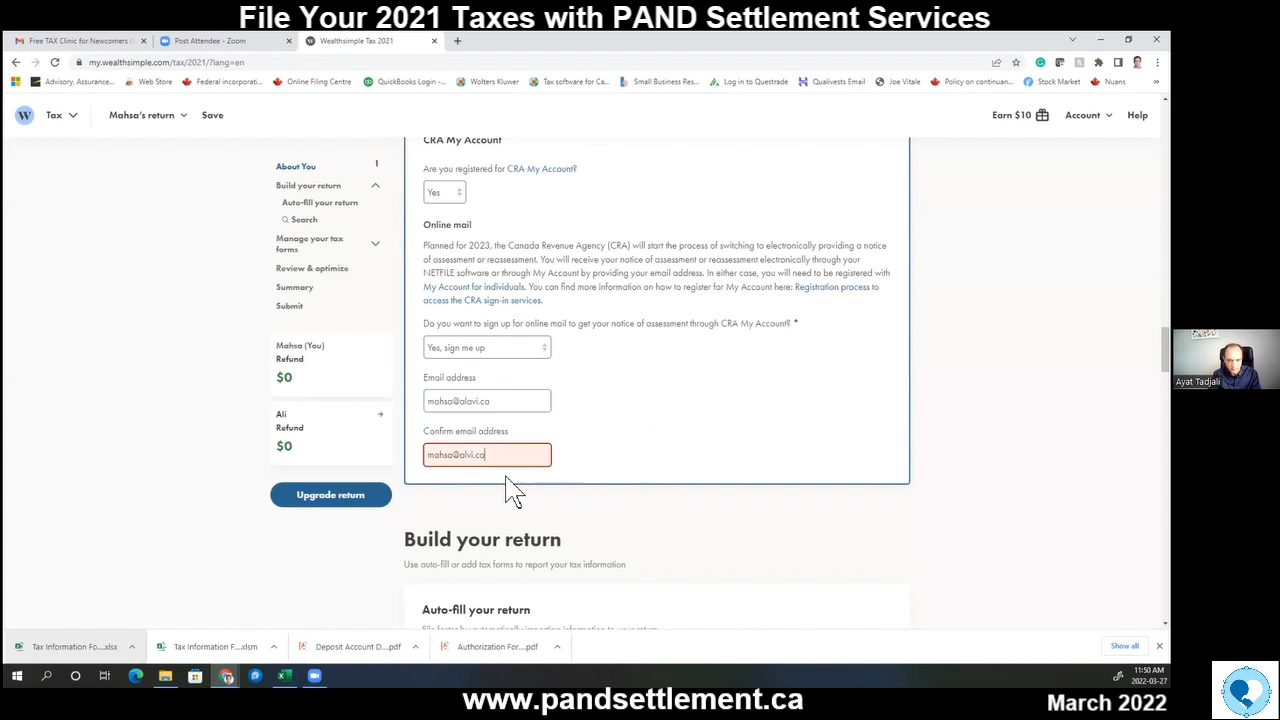 File Your 2021 Taxes with PAND Settlement Services
Free TAX Clinic for Newcomers
Post Attendee - Zoom
Wealthsimple Tax 2021
my.wealthsimple.com/tax/2021/?lang=en
Advisory, Assurance...
Web Store
Federal incorporati...
Online Filing Centre
QuickBooks Login -...
Wolters Kluwer
Tax software for Ca...
Small Business Res...
Log in to Questrade
Qualivests Email
Joe Vitale
Policy on continuan...
Stock Market
Nuans
W
Tax
Mahsa's return
Save
Earn $10
Account
Help
About You
1
Build your return
Auto-fill your return
Search
Manage your tax
forms
Review & optimize
Summary
Submit
Mahsa (You)
Refund
$0
Ali
Refund
$0
Upgrade return
CRA My Account
Are you registered for CRA My Account?
Yes
Online mail
Planned for 2023, the Canada Revenue Agency (CRA) will start the process of switching to electronically providing a notice
of assessment or reassessment. You will receive your notice of assessment or reassessment electronically through your
NETFILE software or through My Account by providing your email address. In either case, you will need to be registered with
My Account for individuals. You can find more information on how to register for My Account here: Registration process to
access the CRA sign-in services.
Do you want to sign up for online mail to get your notice of assessment through CRA My Account? *
Yes, sign me up
Email address
mahsa@alavi.ca
Confirm email address
mahsa@alvi.ca
Build your return
Use auto-fill or add tax forms to report your tax information
Auto-fill your return
Ayat Tadjali
Tax Information Fo....xlsx
Tax Information F....xlsm
Deposit Account D....pdf
Authorization For....pdf
Show all
11:50 AM
2022-03-27
www.pandsettlement.ca
March 2022